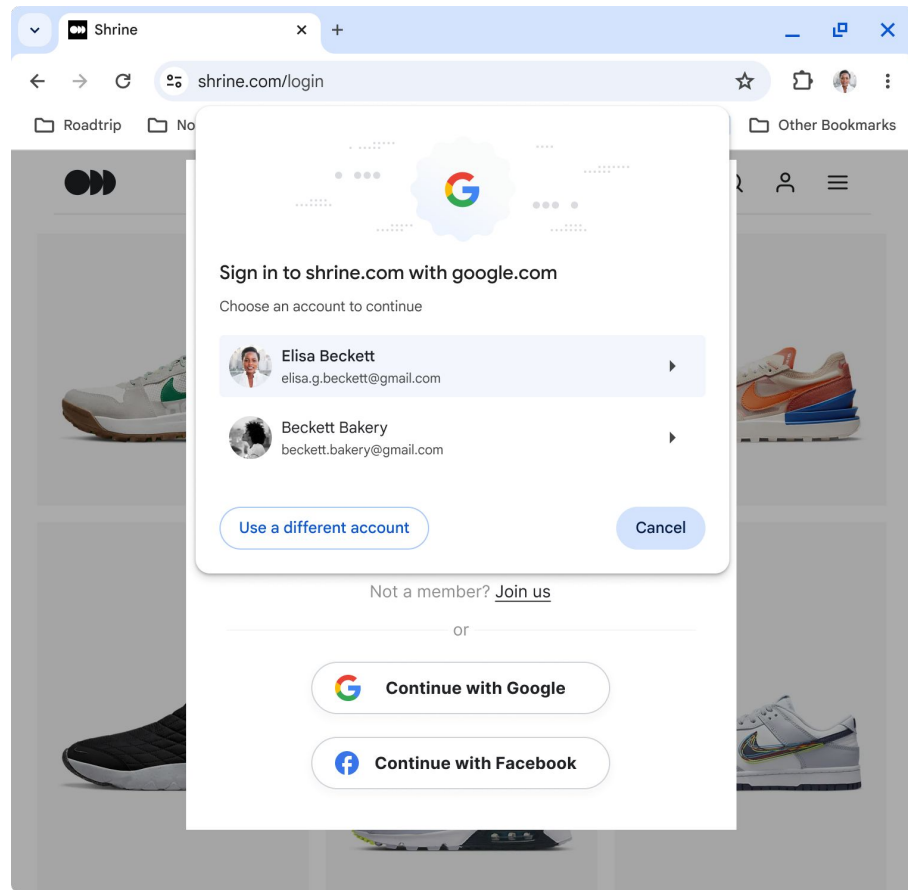 Shrine
shrine.com/login
Roadtrip
No
Other Bookmarks
Sign in to shrine.com with google.com
Choose an account to continue
Elisa Beckett
elisa.g.beckett@gmail.com
Beckett Bakery
beckett.bakery@gmail.com
Use a different account
Cancel
Not a member? Join us
or
Continue with Google
Continue with Facebook